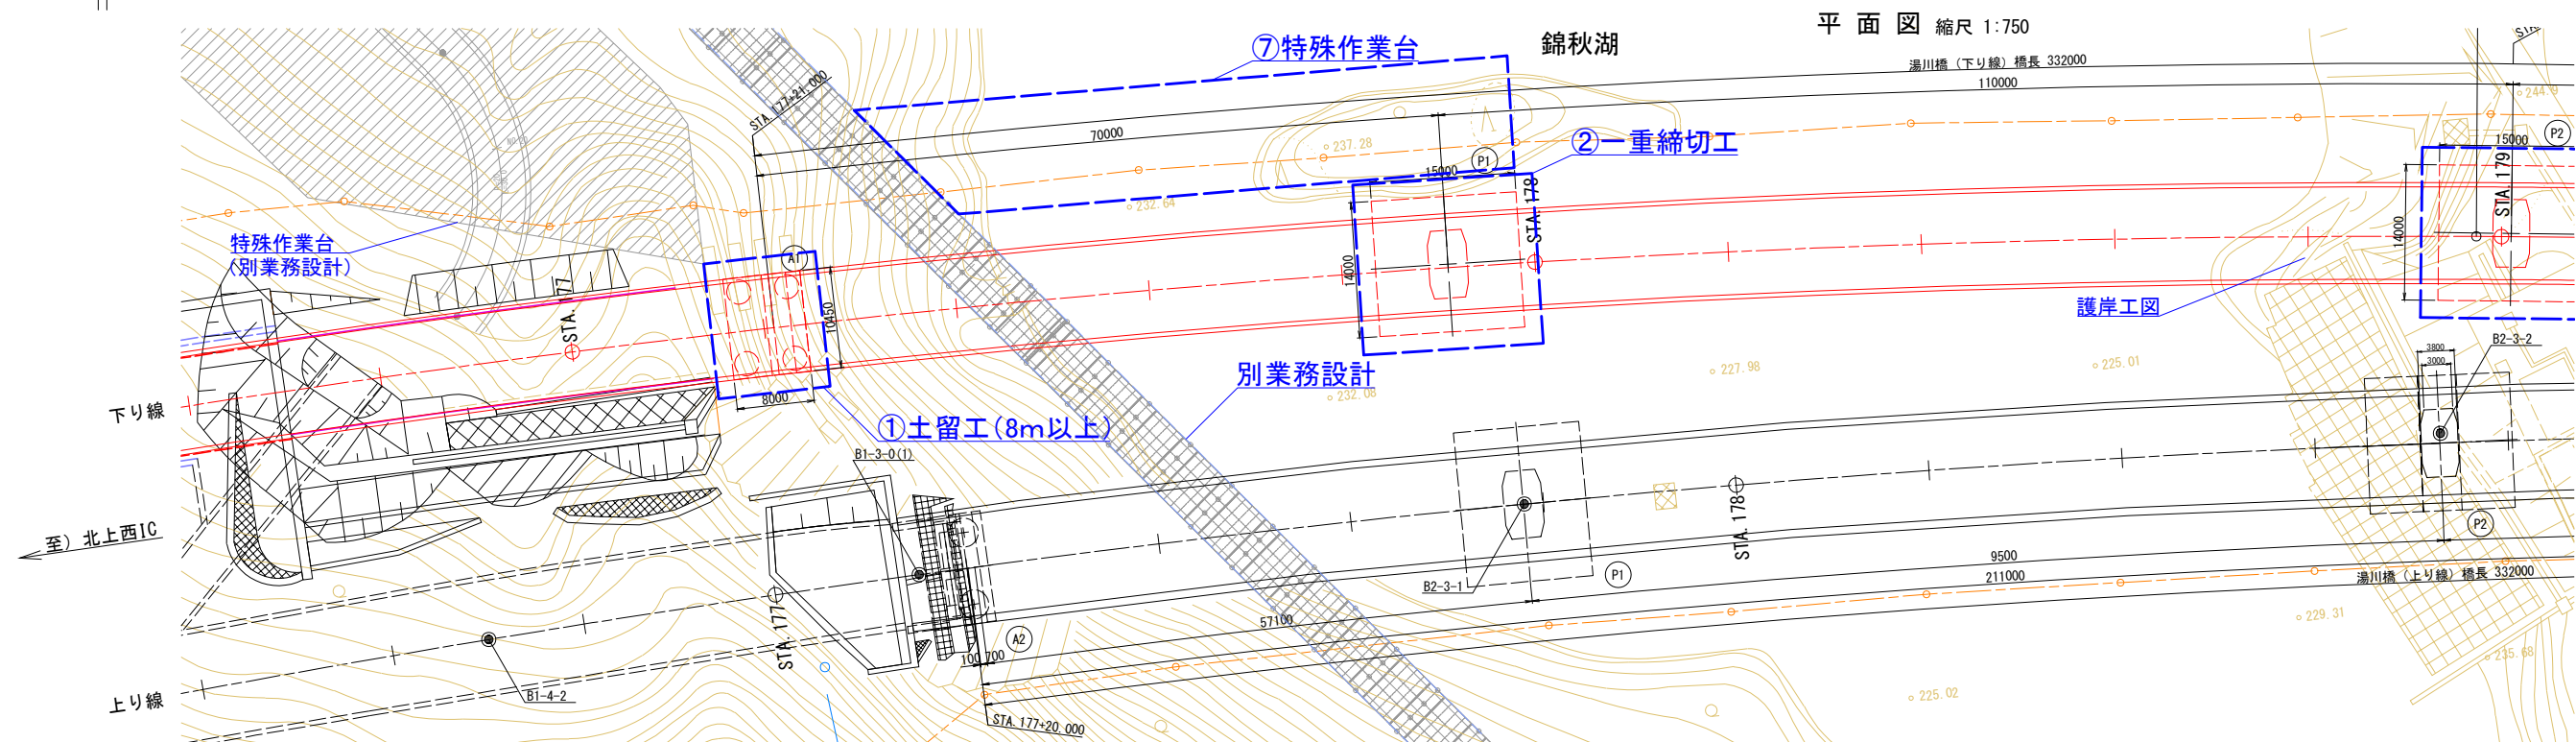 平 面 図 縮尺 1:750
錦秋湖
⑦特殊作業台
湯川橋（下り線）橋長 332000
110000
70000
STA.177+21.000
②一重締切工
P1
15000
237.28
232.64
STA.178
14000
244.9
15000
P2
STA.179
14000
特殊作業台
(別業務設計)
STA.177
A1
10450
8000
護岸工図
227.98
225.01
232.08
別業務設計
①土留工(8m以上)
下り線
B1-3-0(1)
B2-3-2
3800
3000
至) 北上西IC
STA.178
P2
B2-3-1
P1
9500
211000
湯川橋（上り線）橋長 332000
57100
STA.177
A2
100
700
229.31
235.68
225.02
上り線
B1-4-2
STA.177+20.000